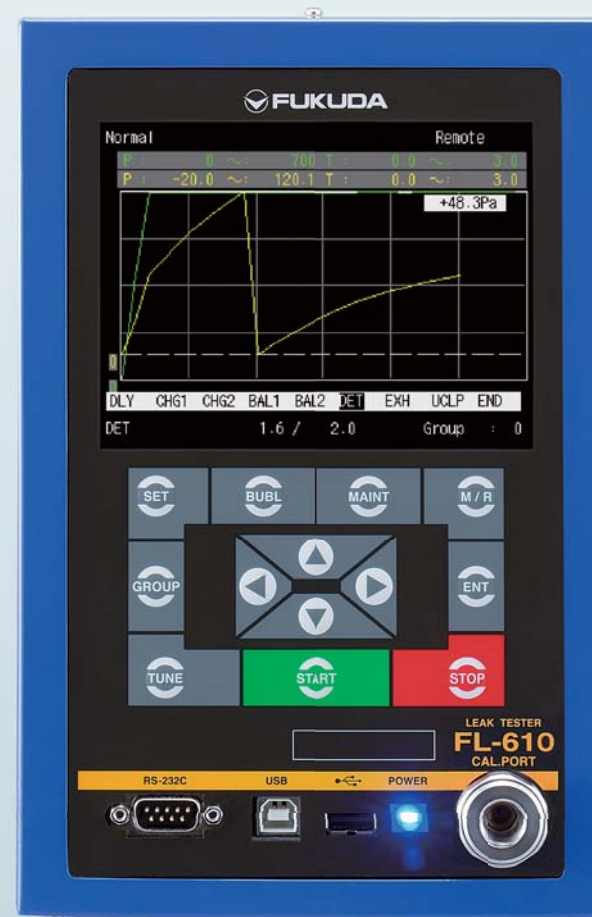 FUKUDA
Normal Remote
P : 0 ~: 700 T : 0.0 ~: 3.0
P : -20.0 ~: 120.1 T : 0.0 ~: 3.0
+48.3Pa
0
0
DLY CHG1 CHG2 BAL1 BAL2 DET EXH UCLP END
DET 1.6 / 2.0 Group : 0
SET BUBL MAINT M / R
GROUP ENT
TUNE START STOP
LEAK TESTER
FL-610
CAL.PORT
RS-232C USB POWER